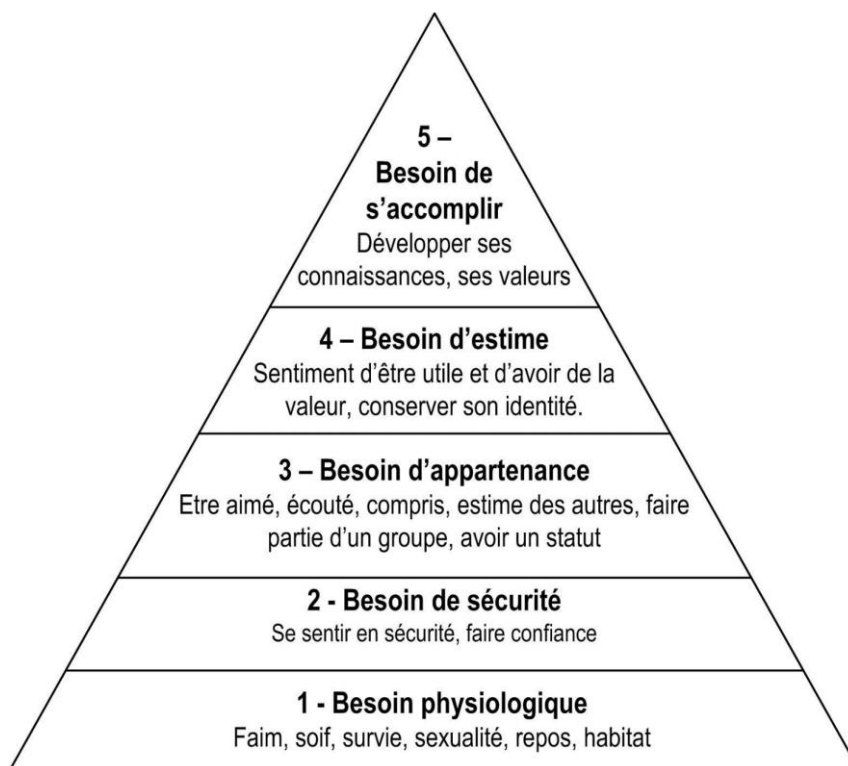 5 –
Besoin de
s’accomplir
Développer ses
connaissances, ses valeurs
4 – Besoin d’estime
Sentiment d’être utile et d’avoir de la
valeur, conserver son identité.
3 – Besoin d’appartenance
Etre aimé, écouté, compris, estime des autres, faire
partie d’un groupe, avoir un statut
2 - Besoin de sécurité
Se sentir en sécurité, faire confiance
1 - Besoin physiologique
Faim, soif, survie, sexualité, repos, habitat